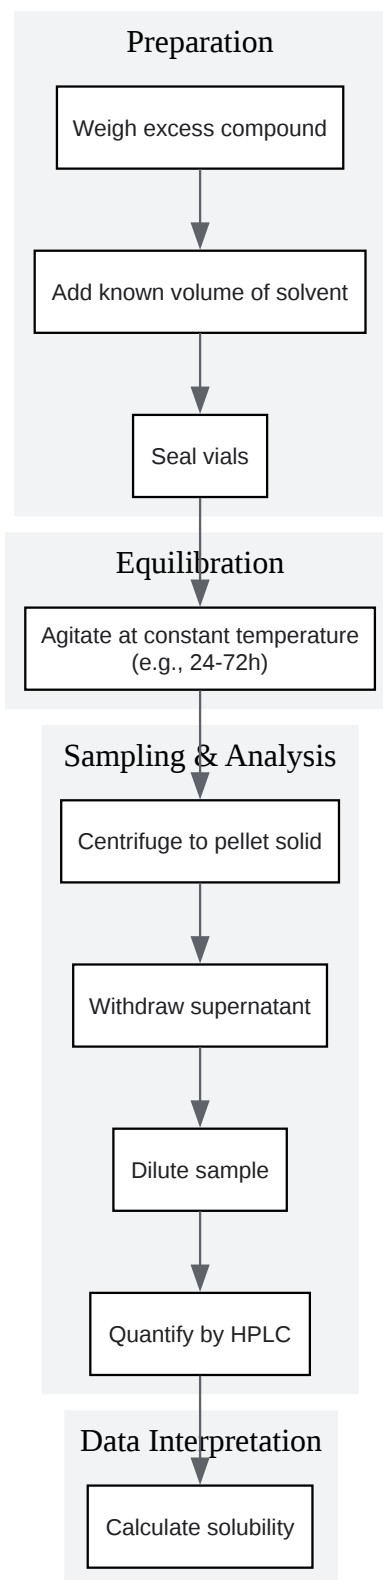 Preparation
Weigh excess compound
Add known volume of solvent
Seal vials
Equilibration
Agitate at constant temperature
(e.g., 24-72h)
Sampling & Analysis
Centrifuge to pellet solid
Withdraw supernatant
Dilute sample
Quantify by HPLC
Data Interpretation
Calculate solubility